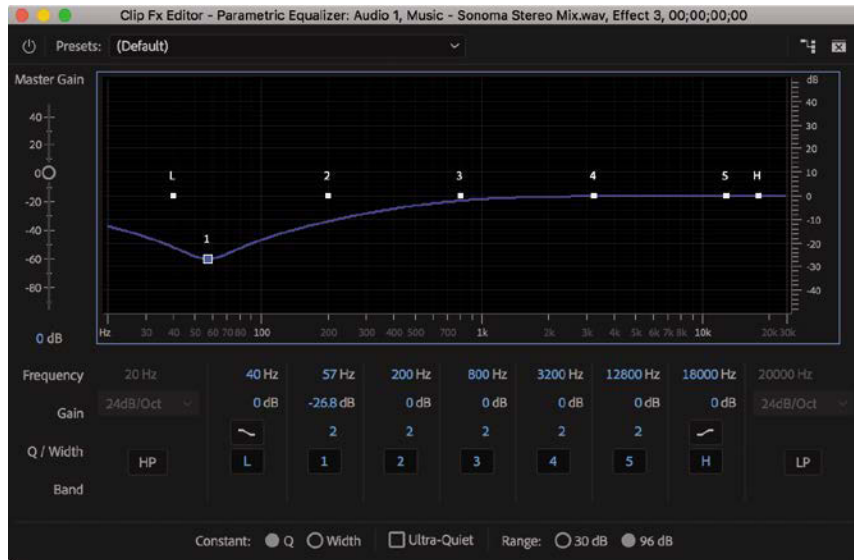 Clip Fx Editor - Parametric Equalizer: Audio 1, Music - Sonoma Stereo Mix.wav, Effect 3, 00;00;00;00
Presets: (Default)
Master Gain
dB
40
20
0
-20
-40
-60
-80
0 dB
L 2 3 4 5 H
1
40
30
20
10
0
-10
-20
-30
-40
Hz 30 40 50 60 70 80 100 200 300 400 500 700 1k 2k 3k 4k 5k 6k 7k 8k 10k 20k 30k
Frequency 20 Hz 40 Hz 57 Hz 200 Hz 800 Hz 3200 Hz 12800 Hz 18000 Hz 20000 Hz
Gain 24dB/Oct 0 dB -26.8 dB 0 dB 0 dB 0 dB 0 dB 0 dB 24dB/Oct
Q / Width 2 2 2 2 2
Band HP L 1 2 3 4 5 H LP
Constant: Q Width Ultra-Quiet Range: 30 dB 96 dB